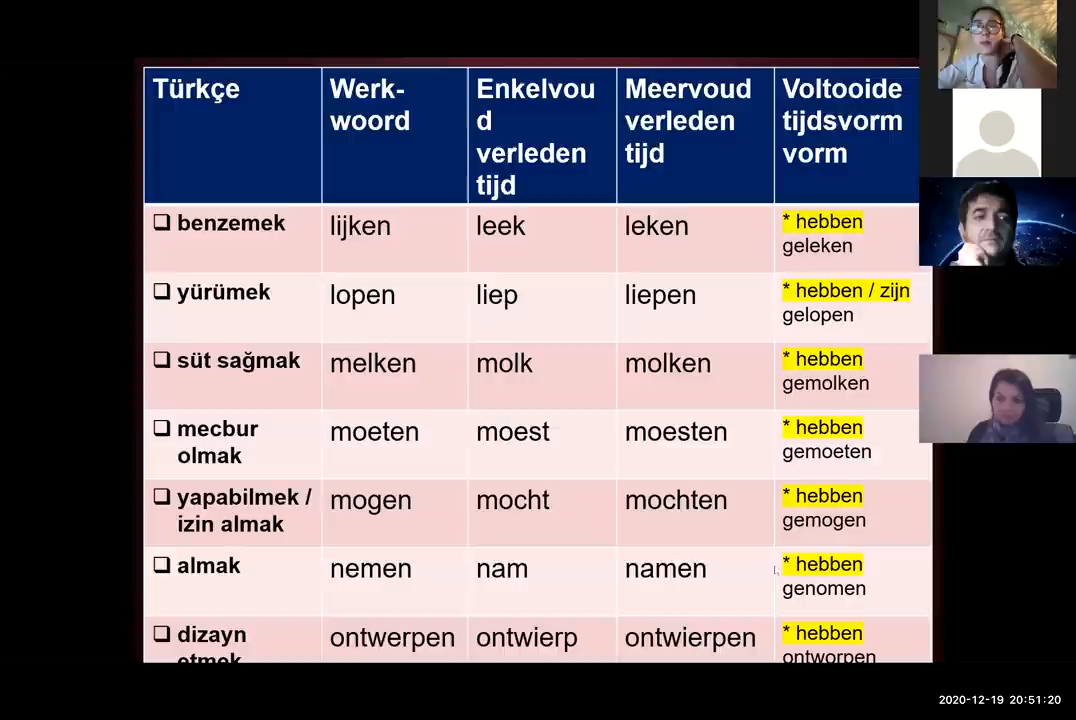 Türkçe
Werk-
woord
Enkelvou
d
verleden
tijd
Meervoud
verleden
tijd
Voltooide
tijdsvorm
vorm
❑ benzemek
lijken
leek
leken
* hebben
geleken
❑ yürümek
lopen
liep
liepen
* hebben / zijn
gelopen
❑ süt sağmak
melken
molk
molken
* hebben
gemolken
❑ mecbur
olmak
moeten
moest
moesten
* hebben
gemoeten
❑ yapabilmek /
izin almak
mogen
mocht
mochten
* hebben
gemogen
❑ almak
nemen
nam
namen
* hebben
genomen
❑ dizayn
etmek
ontwerpen
ontwierp
ontwierpen
* hebben
ontworpen
2020-12-19 20:51:20